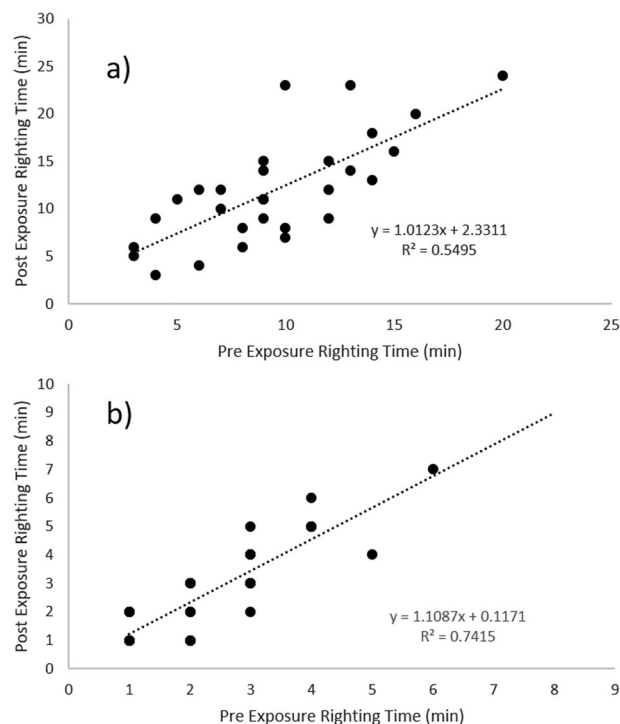 30
25
20
15
10
5
0
Post Exposure Righting Time (min)
a)
y = 1.0123x + 2.3311
R² = 0.5495
0 5 10 15 20 25
Pre Exposure Righting Time (min)
10
9
8
7
6
5
4
3
2
1
0
Post Exposure Righting Time (min)
b)
y = 1.1087x + 0.1171
R² = 0.7415
0 1 2 3 4 5 6 7 8 9
Pre Exposure Righting Time (min)